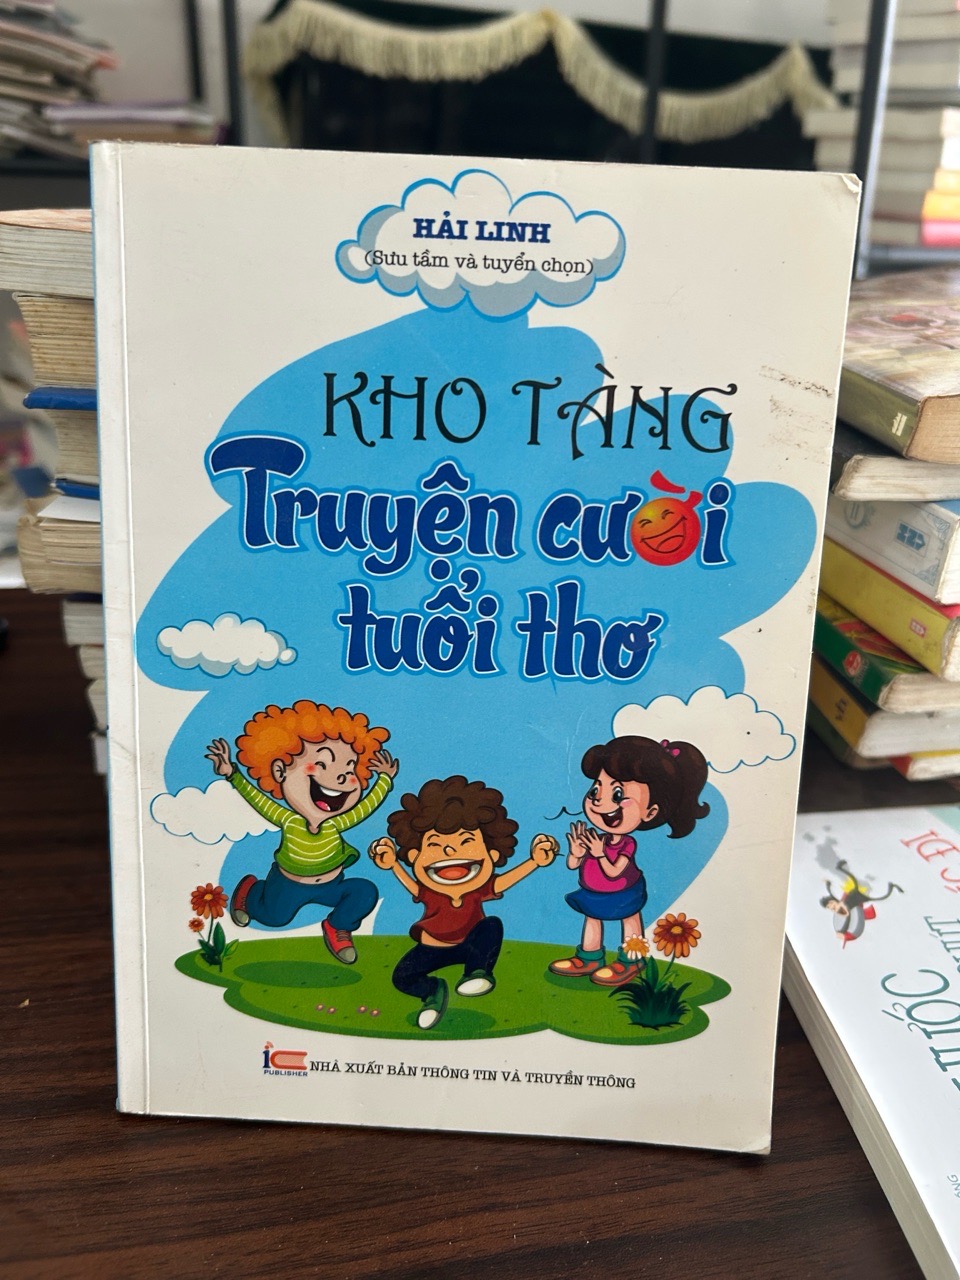 HẢI LINH
(Sưu tầm và tuyển chọn)
KHO TÀNG
Truyện cười
tuổi thơ
IC
PUBLISHER
NHÀ XUẤT BẢN THÔNG TIN VÀ TRUYỀN THÔNG